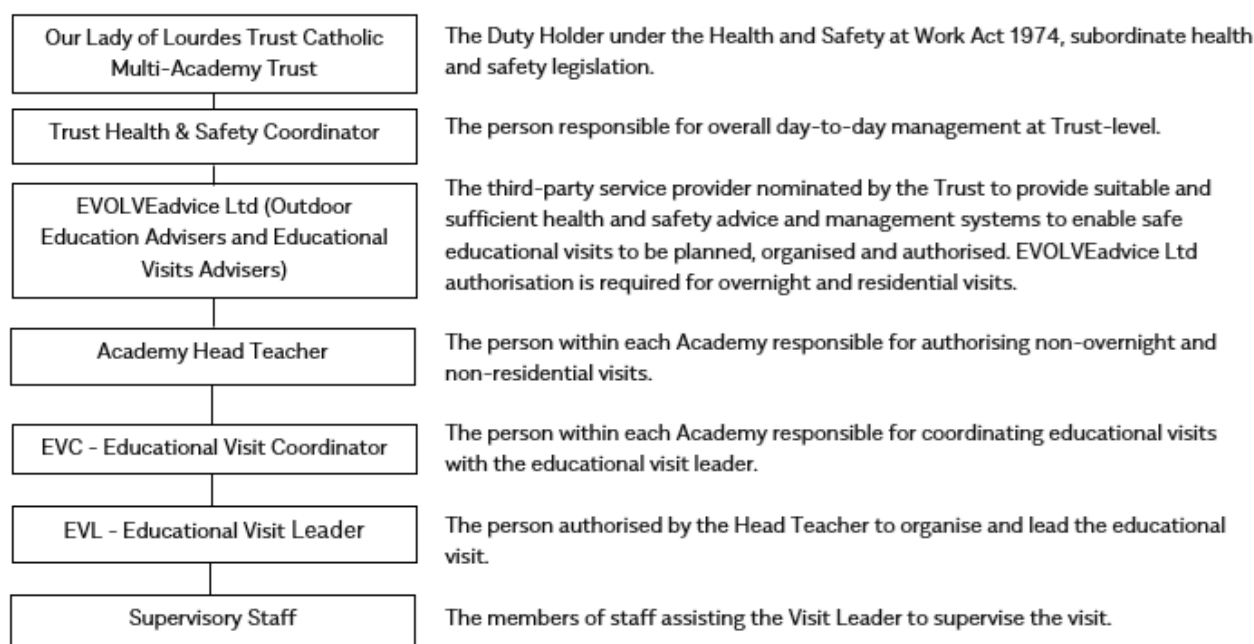 Our Lady of Lourdes Trust Catholic
Multi-Academy Trust
The Duty Holder under the Health and Safety at Work Act 1974, subordinate health
and safety legislation.
Trust Health & Safety Coordinator
The person responsible for overall day-to-day management at Trust-level.
EVOLVEadvice Ltd (Outdoor
Education Advisers and Educational
Visits Advisers)
The third-party service provider nominated by the Trust to provide suitable and
sufficient health and safety advice and management systems to enable safe
educational visits to be planned, organised and authorised. EVOLVEadvice Ltd
authorisation is required for overnight and residential visits.
Academy Head Teacher
The person within each Academy responsible for authorising non-overnight and
non-residential visits.
EVC - Educational Visit Coordinator
The person within each Academy responsible for coordinating educational visits
with the educational visit leader.
EVL - Educational Visit Leader
The person authorised by the Head Teacher to organise and lead the educational
visit.
Supervisory Staff
The members of staff assisting the Visit Leader to supervise the visit.